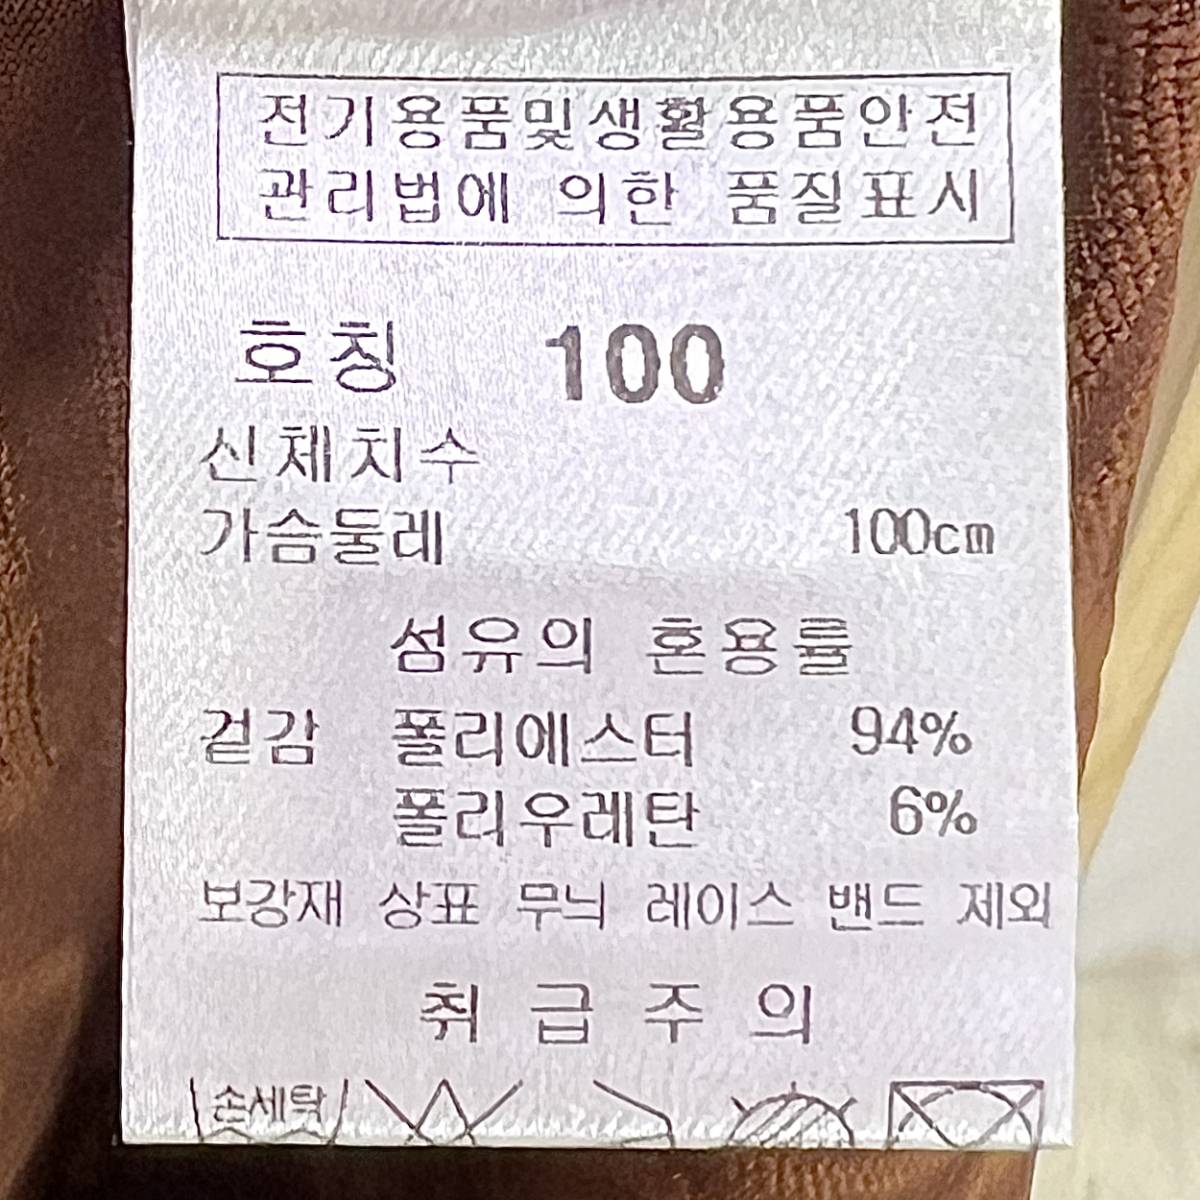 전기용품및생활용품안전
관리법에 의한 품질표시
호칭 100
신체치수
가슴둘레 100cm
섬유의 혼용률
겉감 폴리에스터 94%
폴리우레탄 6%
보강재 상표 무늬 레이스 밴드 제외
취급주의
손세탁